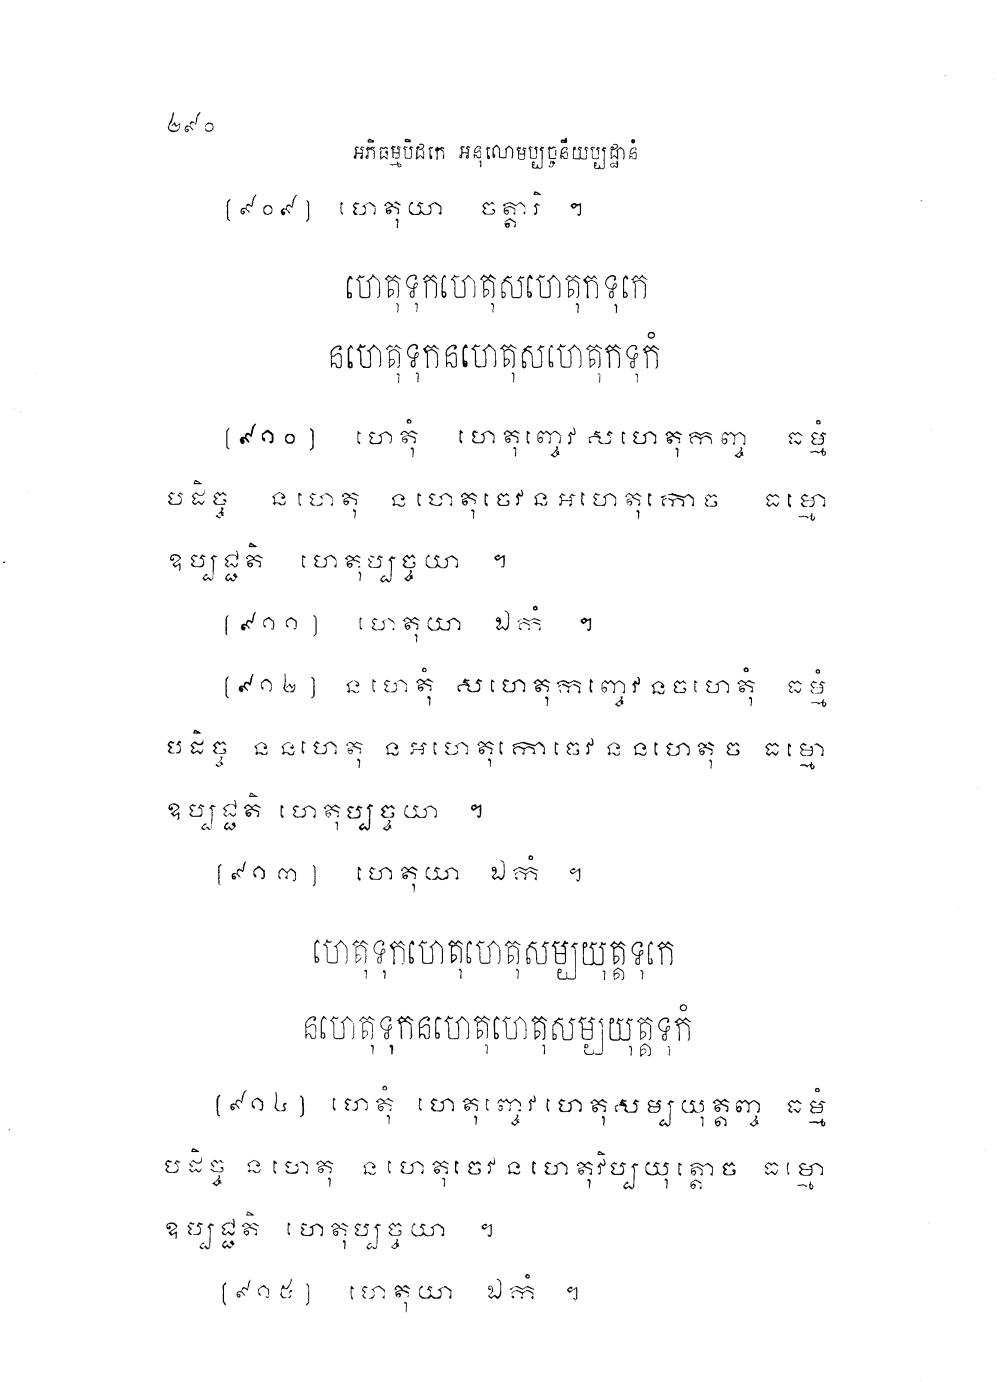 ២៩០
អភិធម្មបិដកេ អនុលោមប្បច្ចនីយប្បដ្ឋានំ
[៩០៩] ហេតុយា ចត្តារិ ។
ហេតុទុកហេតុសហេតុកទុកេ
នហេតុទុកនហេតុសហេតុកទុកំ
[៩១០] ហេតុំ ហេតុញ្ចេវសហេតុកញ្ច ធម្មំ
បដិច្ច នហេតុ នហេតុចេវនអហេតុកោច ធម្មោ
ឧប្បជ្ជតិ ហេតុប្បច្ចយា ។
[៩១១] ហេតុយា ឯកំ ។
[៩១២] នហេតុំ សហេតុកញ្ចេវនចហេតុំ ធម្មំ
បដិច្ច ននហេតុ នអហេតុកោចេវននហេតុច ធម្មោ
ឧប្បជ្ជតិ ហេតុប្បច្ចយា ។
[៩១៣] ហេតុយា ឯកំ ។
ហេតុទុកហេតុហេតុសម្បយុត្តទុកេ
នហេតុទុកនហេតុហេតុសម្បយុត្តទុកំ
[៩១៤] ហេតុំ ហេតុញ្ចេវហេតុសម្បយុត្តញ្ច ធម្មំ
បដិច្ច នហេតុ នហេតុចេវនហេតុវិប្បយុត្តោច ធម្មោ
ឧប្បជ្ជតិ ហេតុប្បច្ចយា ។
[៩១៥] ហេតុយា ឯកំ ។